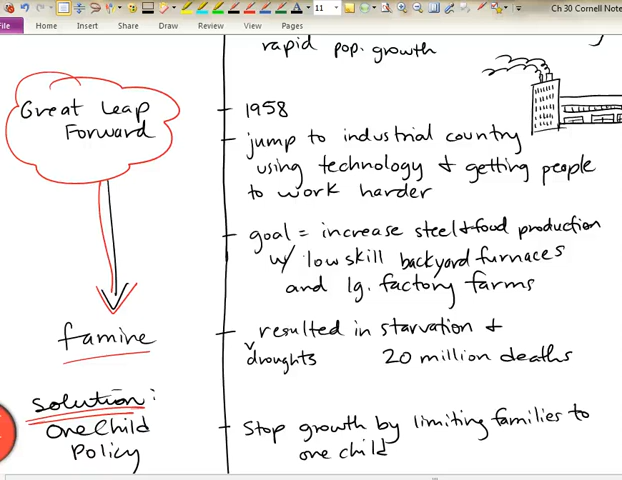 11
Ch 30 Cornell Note
File
Home
Insert
Share
Draw
Review
View
Pages
rapid pop. growth
Great Leap
Forward
1958
jump to industrial country
using technology & getting people
to work harder
goal = increase steel & food production
w/ low skill backyard furnaces
and lg. factory farms
famine
resulted in starvation &
droughts 20 million deaths
Solution:
One Child
Policy
Stop growth by limiting families to
one child